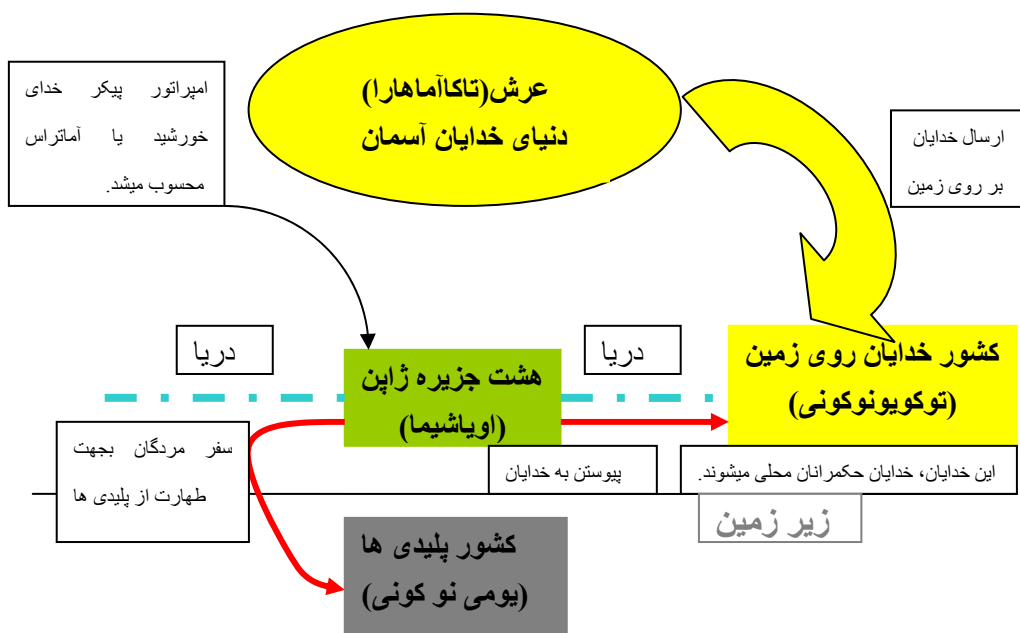 عرش(تاکاآماهارا)
دنیای خدایان آسمان
ارسال خدایان
بر روی زمین
امپراتور پیکر خدای
خورشید یا آماتراس
محسوب میشد.
دریا
دریا
کشور خدایان روی زمین
(توکویونوکونی)
هشت جزیره ژاپن
(اویاشیما)
این خدایان، خدایان حکمرانان محلی میشوند.
پیوستن به خدایان
سفر مردگان بجهت
طهارت از پلیدی ها
زیر زمین
کشور پلیدی ها
(یومی نو کونی)